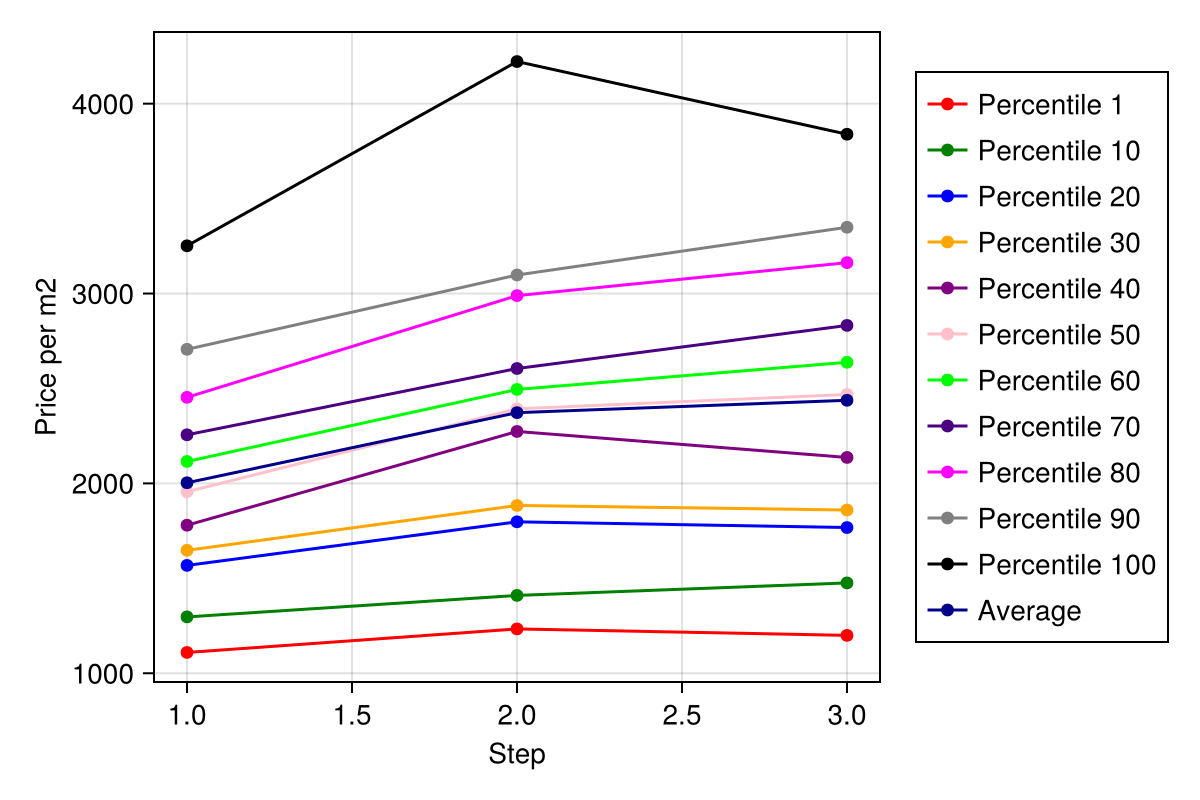 Price per m2
4000
3000
2000
1000
1.0
1.5
2.0
2.5
3.0
Step
Percentile 1
Percentile 10
Percentile 20
Percentile 30
Percentile 40
Percentile 50
Percentile 60
Percentile 70
Percentile 80
Percentile 90
Percentile 100
Average